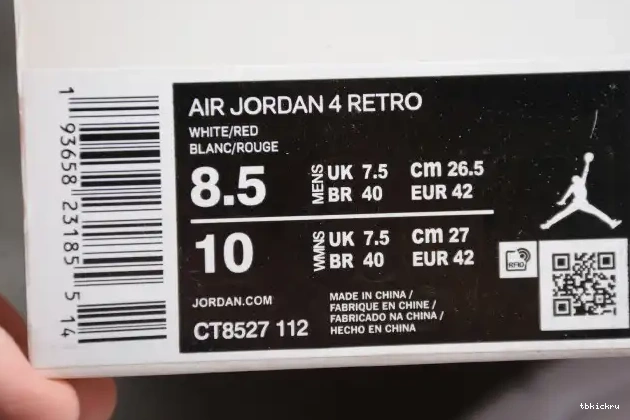 AIR JORDAN 4 RETRO
WHITE/RED
BLANC/ROUGE
8.5 MENS UK 7.5 cm 26.5
BR 40 EUR 42
10 WMNS UK 7.5 cm 27
BR 40 EUR 42
RFID
JORDAN.COM
CT8527 112
MADE IN CHINA /
FABRIQUE EN CHINE /
FABRICADO NA CHINA /
HECHO EN CHINA
1 93658 23185 5 14
tbkickru